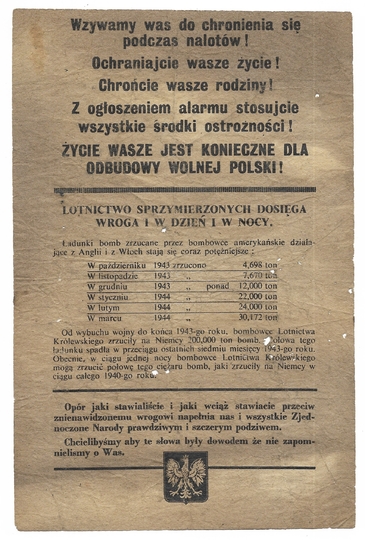 Wzywamy was do chronienia się
podczas nalotów!
Ochraniajcie wasze życie!
Chrońcie wasze rodziny!
Z ogłoszeniem alarmu stosujcie
wszystkie środki ostrożności!
ŻYCIE WASZE JEST KONIECZNE DLA
ODBUDOWY WOLNEJ POLSKI!
LOTNICTWO SPRZYMIERZONYCH DOSIĘGA
WROGA I W DZIEŃ I W NOCY.
Ładunki bomb zrzucane przez bombowce amerykańskie działa-
jące z Anglii i z Włoch stają się coraz potężniejsze:
W październiku 1943 zrzucono 4,698 ton
W listopadzie 1943 „ 7,670 ton
W grudniu 1943 „ ponad 12,000 ton
W styczniu 1944 „ 22,000 ton
W lutym 1944 „ 24,000 ton
W marcu 1944 „ 30,172 ton
Od wybuchu wojny do końca 1943-go roku, bombowce Lotnictwa
Królewskiego zrzuciły na Niemcy 200,000 ton bomb. Połowa tego
ładunku spadła w przeciągu ostatnich siedmiu miesięcy 1943-go roku.
Obecnie, w ciągu jednej nocy bombowce Lotnictwa Królewskiego
mogą zrzucić połowę tego ciężaru bomb, jaki zrzuciły na Niemcy w
ciągu całego 1940-go roku.
Opór jaki stawialiście i jaki wciąż stawiacie przeciw
znienawidzonemu wrogowi napełnia nas i wszystkie Zjed-
noczone Narody prawdziwym i szczerym podziwem.
Chcielibyśmy aby te słowa były dowodem że nie zapom-
nieliśmy o Was.